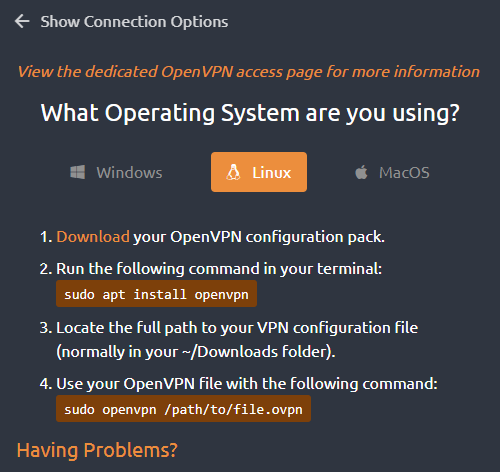 ← Show Connection Options
View the dedicated OpenVPN access page for more information
What Operating System are you using?
Windows Linux MacOS
1. Download your OpenVPN configuration pack.
2. Run the following command in your terminal:
sudo apt install openvpn
3. Locate the full path to your VPN configuration file
(normally in your ~/Downloads folder).
4. Use your OpenVPN file with the following command:
sudo openvpn /path/to/file.ovpn
Having Problems?